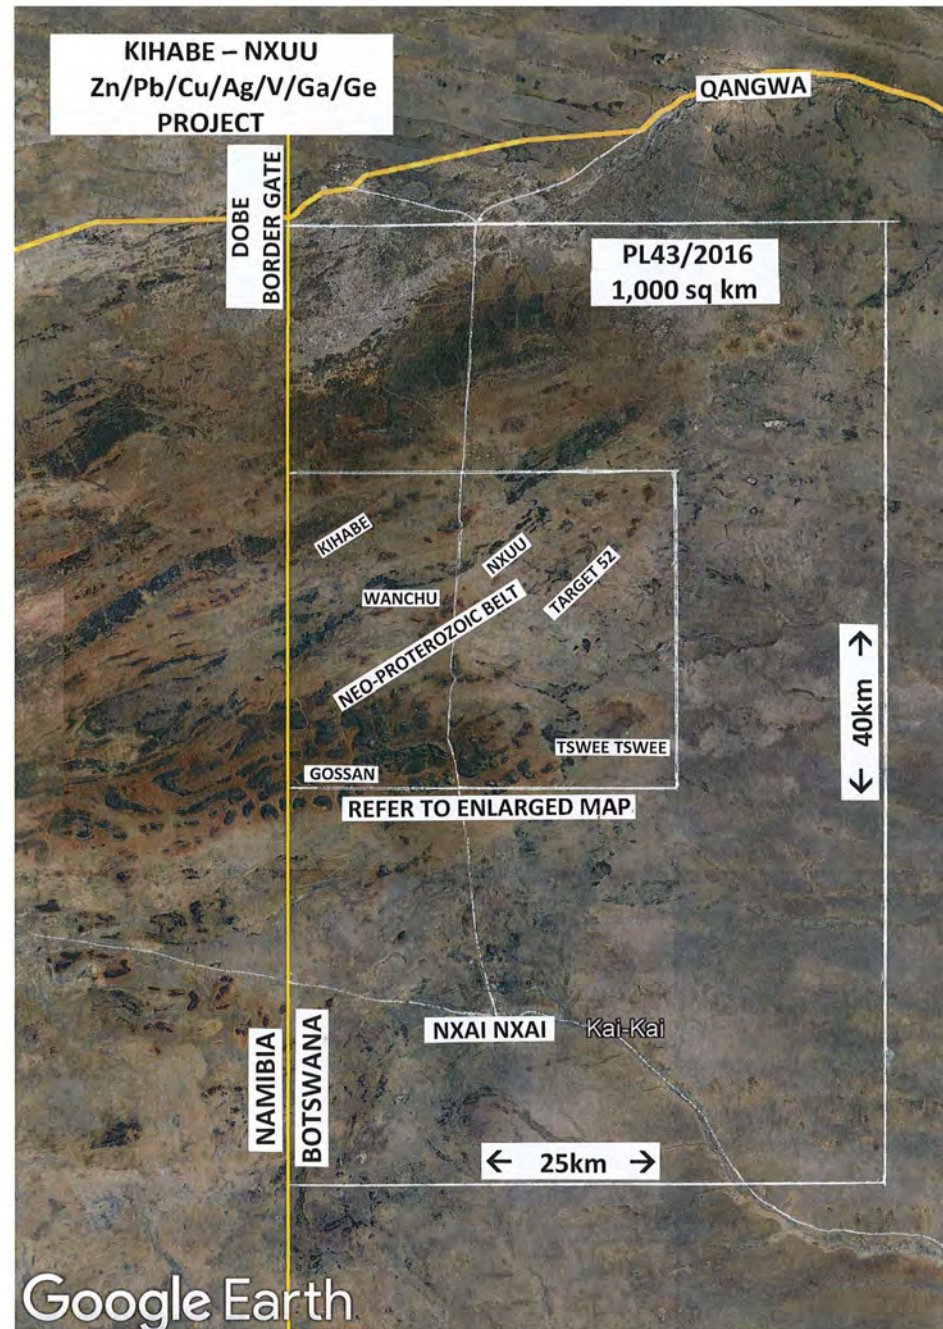 KIHABE – NXUU
Zn/Pb/Cu/Ag/V/Ga/Ge
PROJECT
QANGWA
DOBE
BORDER GATE
PL43/2016
1,000 sq km
KIHABE
NXUU
WANCHU
TARGET 52
NEO-PROTEROZOIC BELT
← 40km →
TSWEE TSWEE
GOSSAN
REFER TO ENLARGED MAP
NXAI NXAI
Kai-Kai
NAMIBIA
BOTSWANA
← 25km →
Google Earth